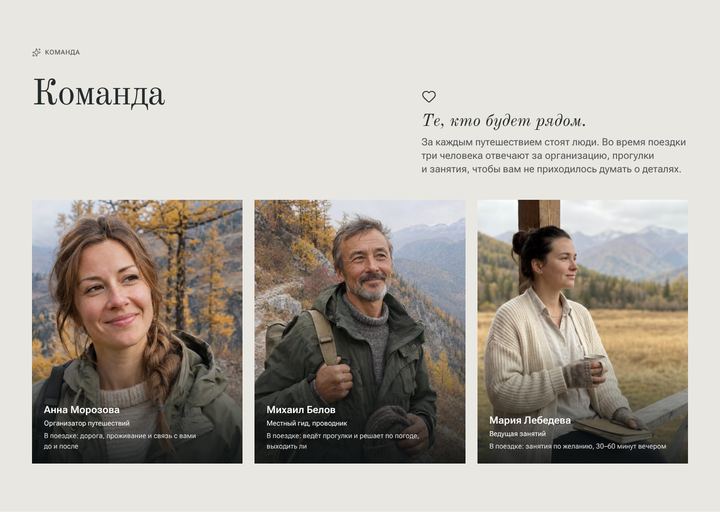 КОМАНДА
Команда
Те, кто будет рядом.
За каждым путешествием стоят люди. Во время поездки
три человека отвечают за организацию, прогулки
и занятия, чтобы вам не приходилось думать о деталях.
Анна Морозова
Организатор путешествий
В поездке: дорога, проживание и связь с вами
до и после
Михаил Белов
Местный гид, проводник
В поездке: ведёт прогулки и решает по погоде,
выходить ли
Мария Лебедева
Ведущая занятий
В поездке: занятия по желанию, 30–60 минут вечером